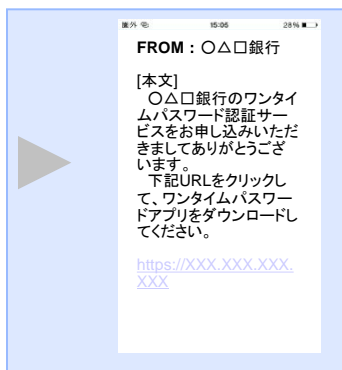 圏外
15:05
28%
FROM：○△□銀行
[本文]
　○△□銀行のワンタイ
ムパスワード認証サー
ビスをお申し込みいただ
きましてありがとうござ
います。
　下記URLをクリックし
て、ワンタイムパスワー
ドアプリをダウンロードし
てください。
https://XXX.XXX.XXX.
XXX